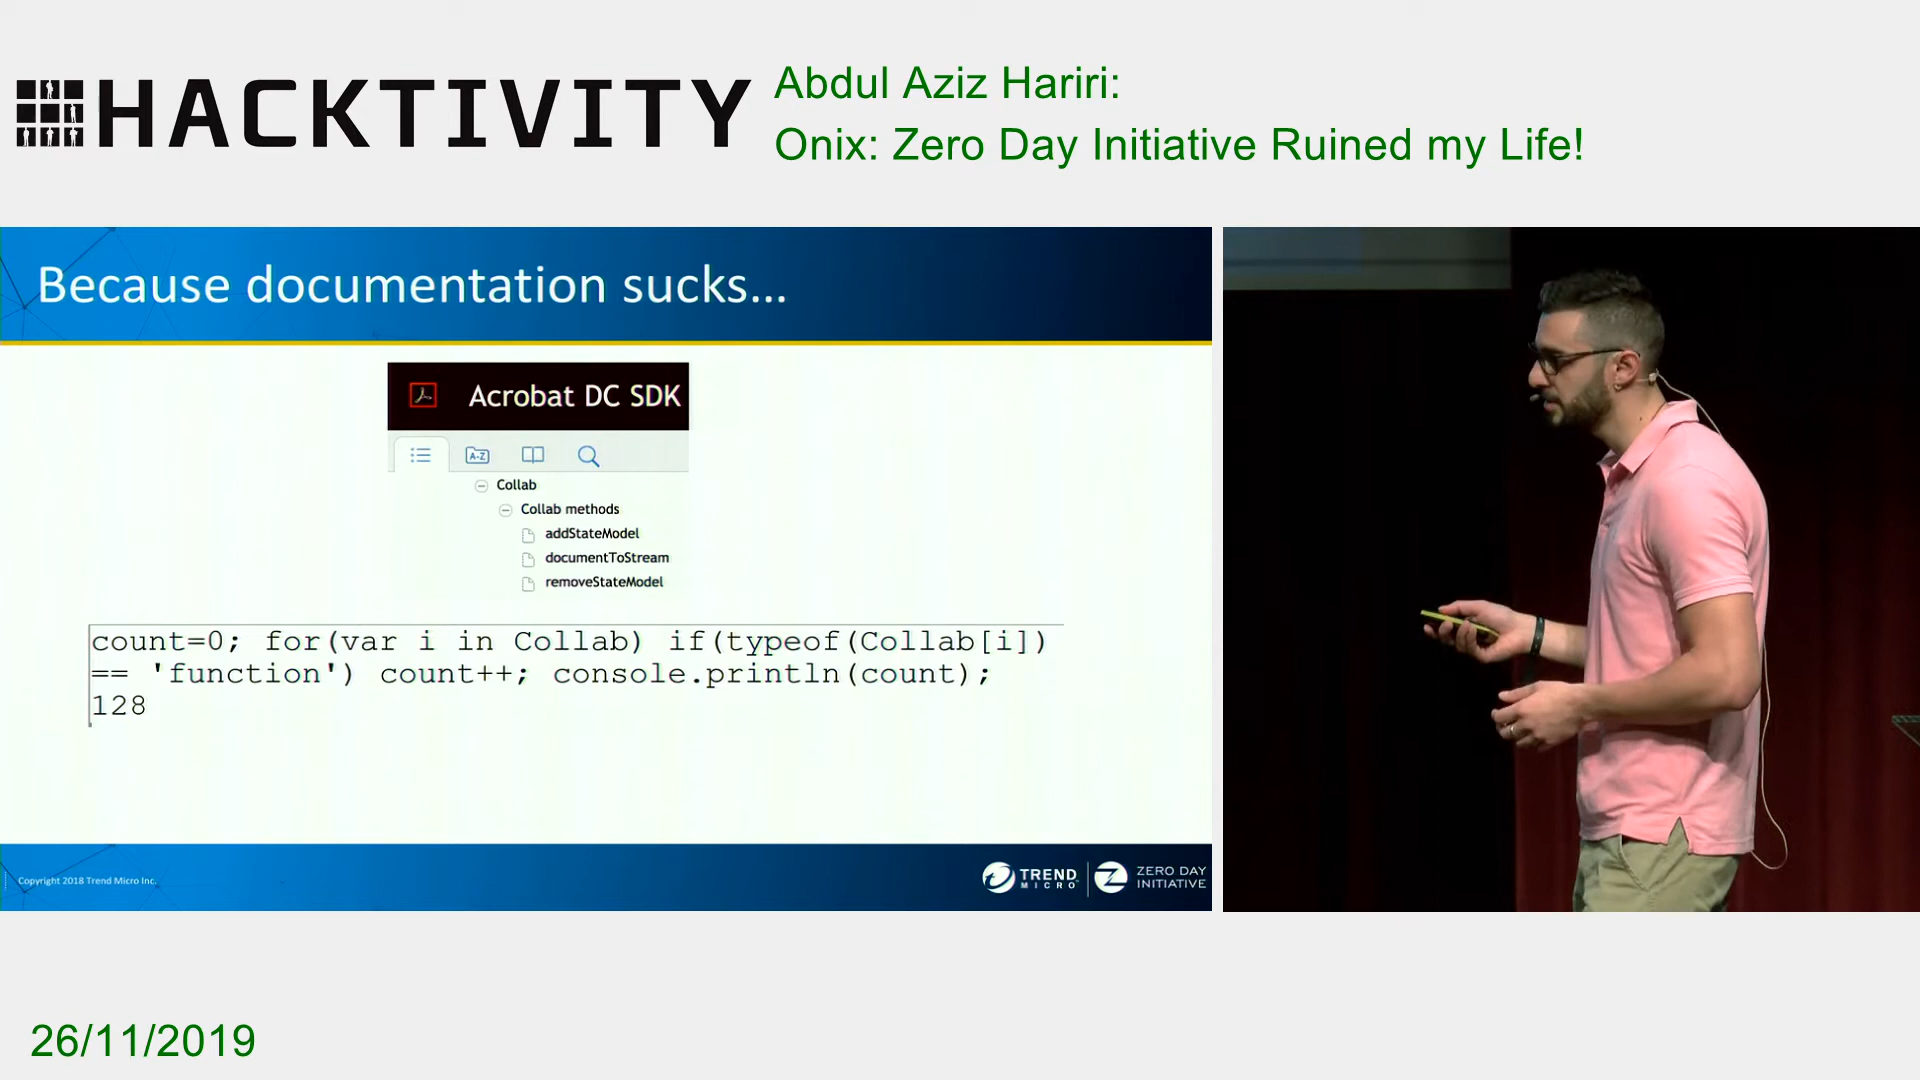 HACKTIVITY
Abdul Aziz Hariri:
Onix: Zero Day Initiative Ruined my Life!
Because documentation sucks...
Acrobat DC SDK
A-Z
Collab
Collab methods
addStateModel
documentToStream
removeStateModel
count=0; for(var i in Collab) if(typeof(Collab[i])
== 'function') count++; console.println(count);
128
Copyright 2018 Trend Micro Inc.
TREND
MICRO
ZERO DAY
INITIATIVE
26/11/2019